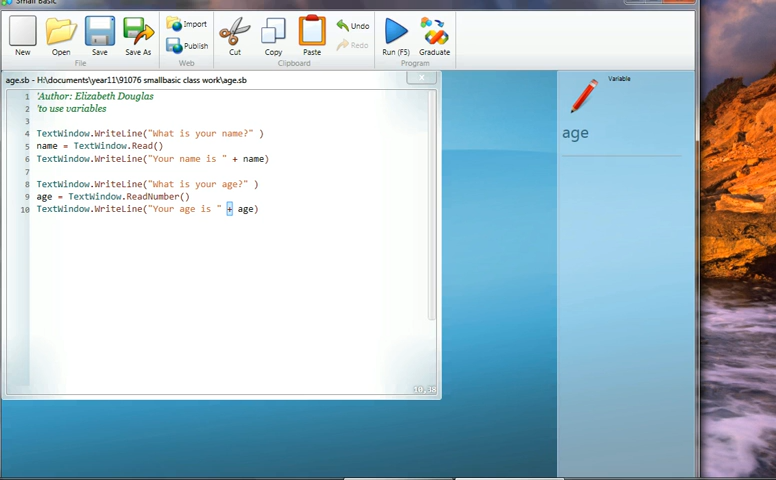 Small Basic
New
Open
Save
Save As
Import
Publish
Cut
Copy
Paste
Undo
Redo
Run (F5)
Graduate
File
Web
Clipboard
Program
age.sb - H:\documents\year11\91076 smallbasic class work\age.sb
1 'Author: Elizabeth Douglas
2 'to use variables
3
4 TextWindow.WriteLine("What is your name?" )
5 name = TextWindow.Read()
6 TextWindow.WriteLine("Your name is " + name)
7
8 TextWindow.WriteLine("What is your age?" )
9 age = TextWindow.ReadNumber()
10 TextWindow.WriteLine("Your age is " + age)
10,38
Variable
age